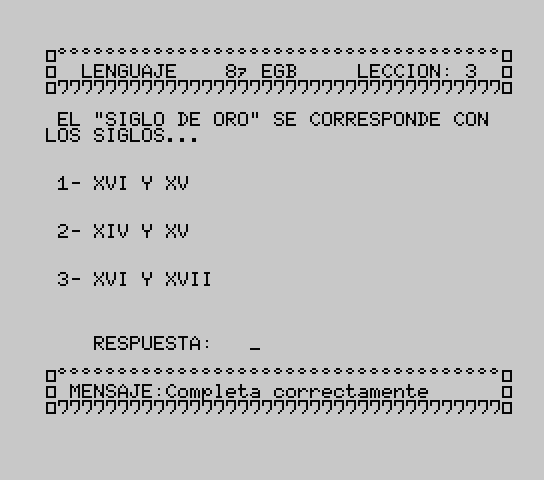 LENGUAJE 8ª EGB LECCION: 3
EL "SIGLO DE ORO" SE CORRESPONDE CON
LOS SIGLOS...
1- XVI Y XV
2- XIV Y XV
3- XVI Y XVII
RESPUESTA: _
MENSAJE:Completa correctamente